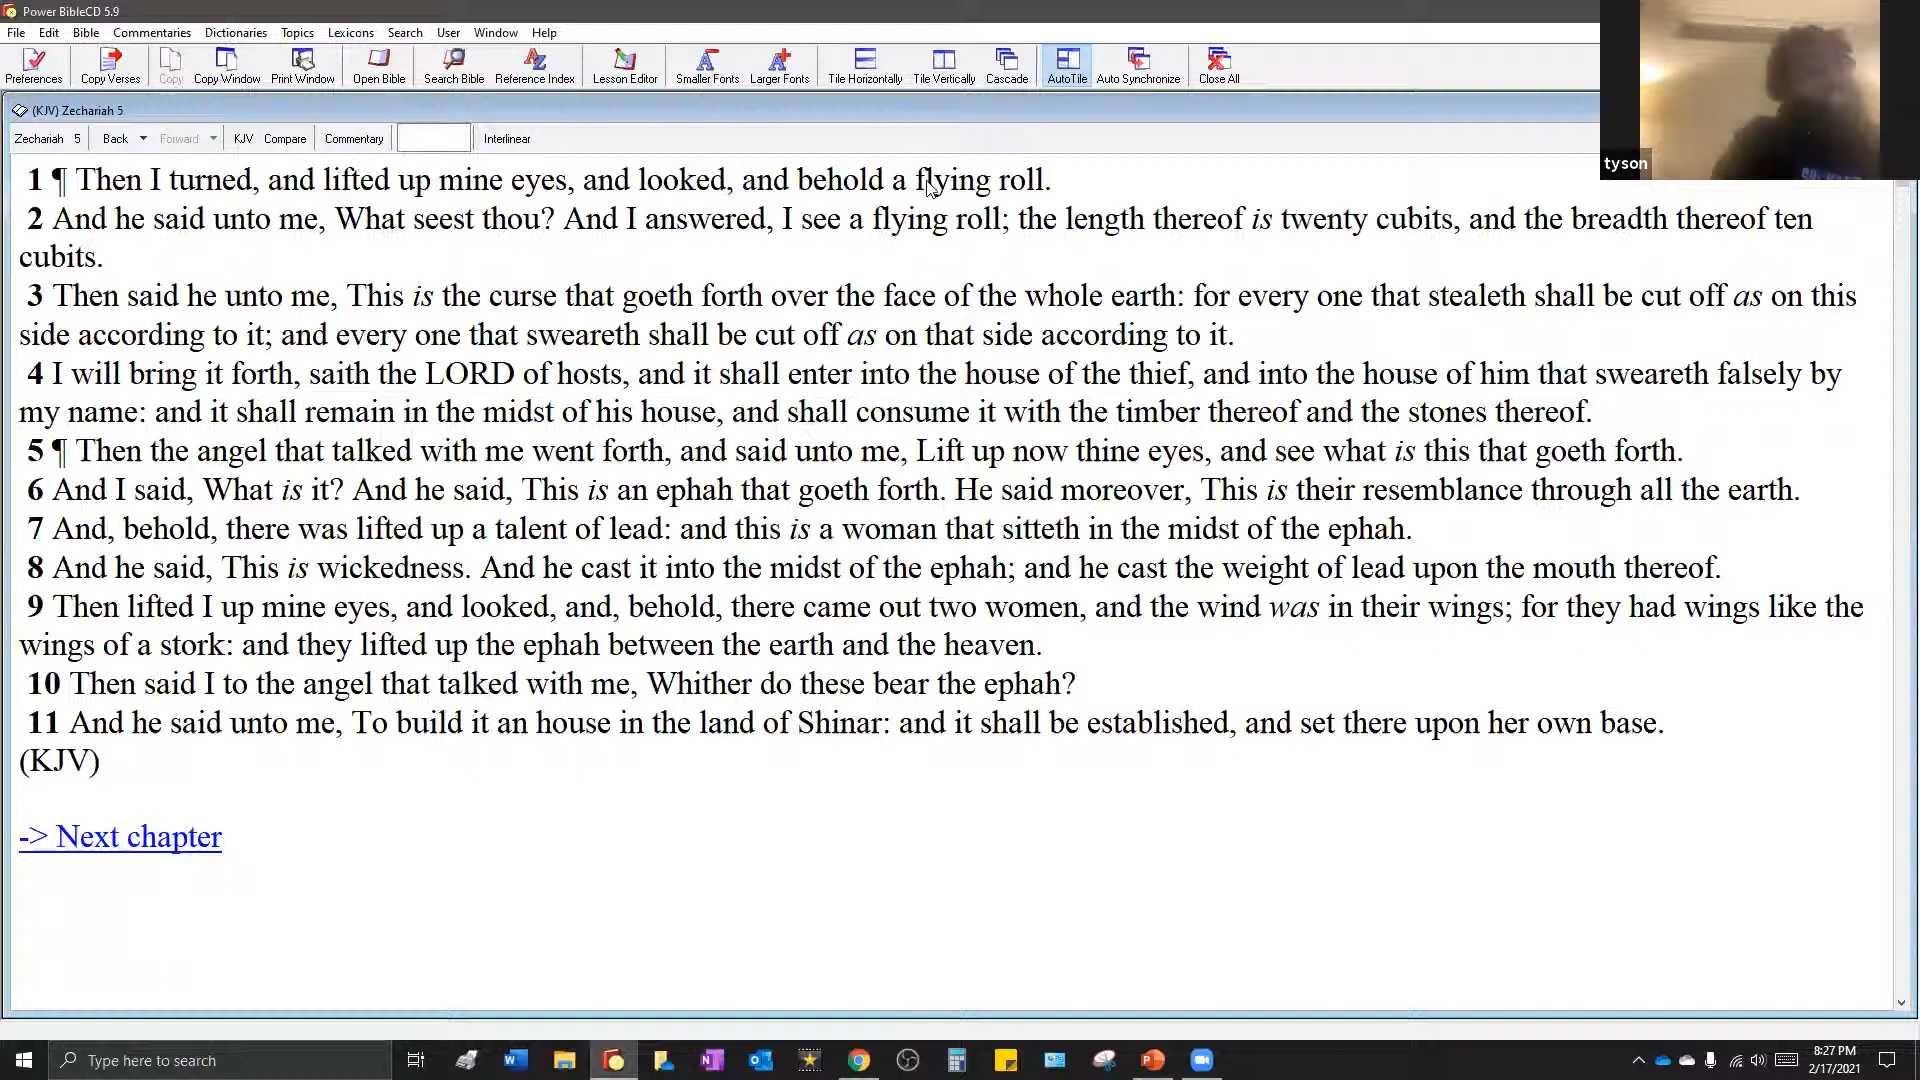 Power BibleCD 5.9
File Edit Bible Commentaries Dictionaries Topics Lexicons Search User Window Help
Preferences Copy Verses Copy Copy Window Print Window Open Bible Search Bible Reference Index Lesson Editor Smaller Fonts Larger Fonts Tile Horizontally Tile Vertically Cascade AutoTile Auto Synchronize Close All
(KJV) Zechariah 5
Zechariah 5 Back Forward KJV Compare Commentary Interlinear
tyson
1 ¶ Then I turned, and lifted up mine eyes, and looked, and behold a flying roll.
2 And he said unto me, What seest thou? And I answered, I see a flying roll; the length thereof is twenty cubits, and the breadth thereof ten
cubits.
3 Then said he unto me, This is the curse that goeth forth over the face of the whole earth: for every one that stealeth shall be cut off as on this
side according to it; and every one that sweareth shall be cut off as on that side according to it.
4 I will bring it forth, saith the LORD of hosts, and it shall enter into the house of the thief, and into the house of him that sweareth falsely by
my name: and it shall remain in the midst of his house, and shall consume it with the timber thereof and the stones thereof.
5 ¶ Then the angel that talked with me went forth, and said unto me, Lift up now thine eyes, and see what is this that goeth forth.
6 And I said, What is it? And he said, This is an ephah that goeth forth. He said moreover, This is their resemblance through all the earth.
7 And, behold, there was lifted up a talent of lead: and this is a woman that sitteth in the midst of the ephah.
8 And he said, This is wickedness. And he cast it into the midst of the ephah; and he cast the weight of lead upon the mouth thereof.
9 Then lifted I up mine eyes, and looked, and, behold, there came out two women, and the wind was in their wings; for they had wings like the
wings of a stork: and they lifted up the ephah between the earth and the heaven.
10 Then said I to the angel that talked with me, Whither do these bear the ephah?
11 And he said unto me, To build it an house in the land of Shinar: and it shall be established, and set there upon her own base.
(KJV)
-> Next chapter
Type here to search
8:27 PM
2/17/2021